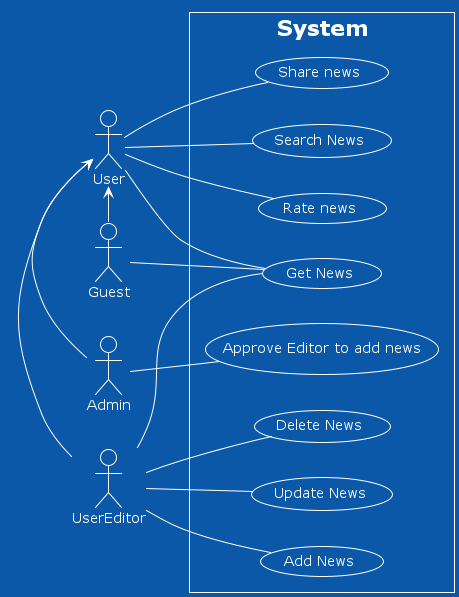 System
Share news
Search News
User
Rate news
Get News
Guest
Approve Editor to add news
Admin
Delete News
Update News
UserEditor
Add News